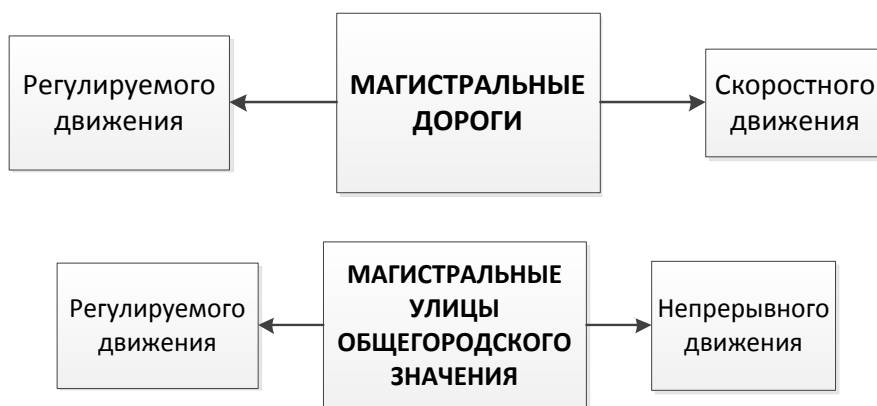 Регулируемого
движения
МАГИСТРАЛЬНЫЕ
ДОРОГИ
Скоростного
движения
Регулируемого
движения
МАГИСТРАЛЬНЫЕ
УЛИЦЫ
ОБЩЕГОРОДСКОГО
ЗНАЧЕНИЯ
Непрерывного
движения